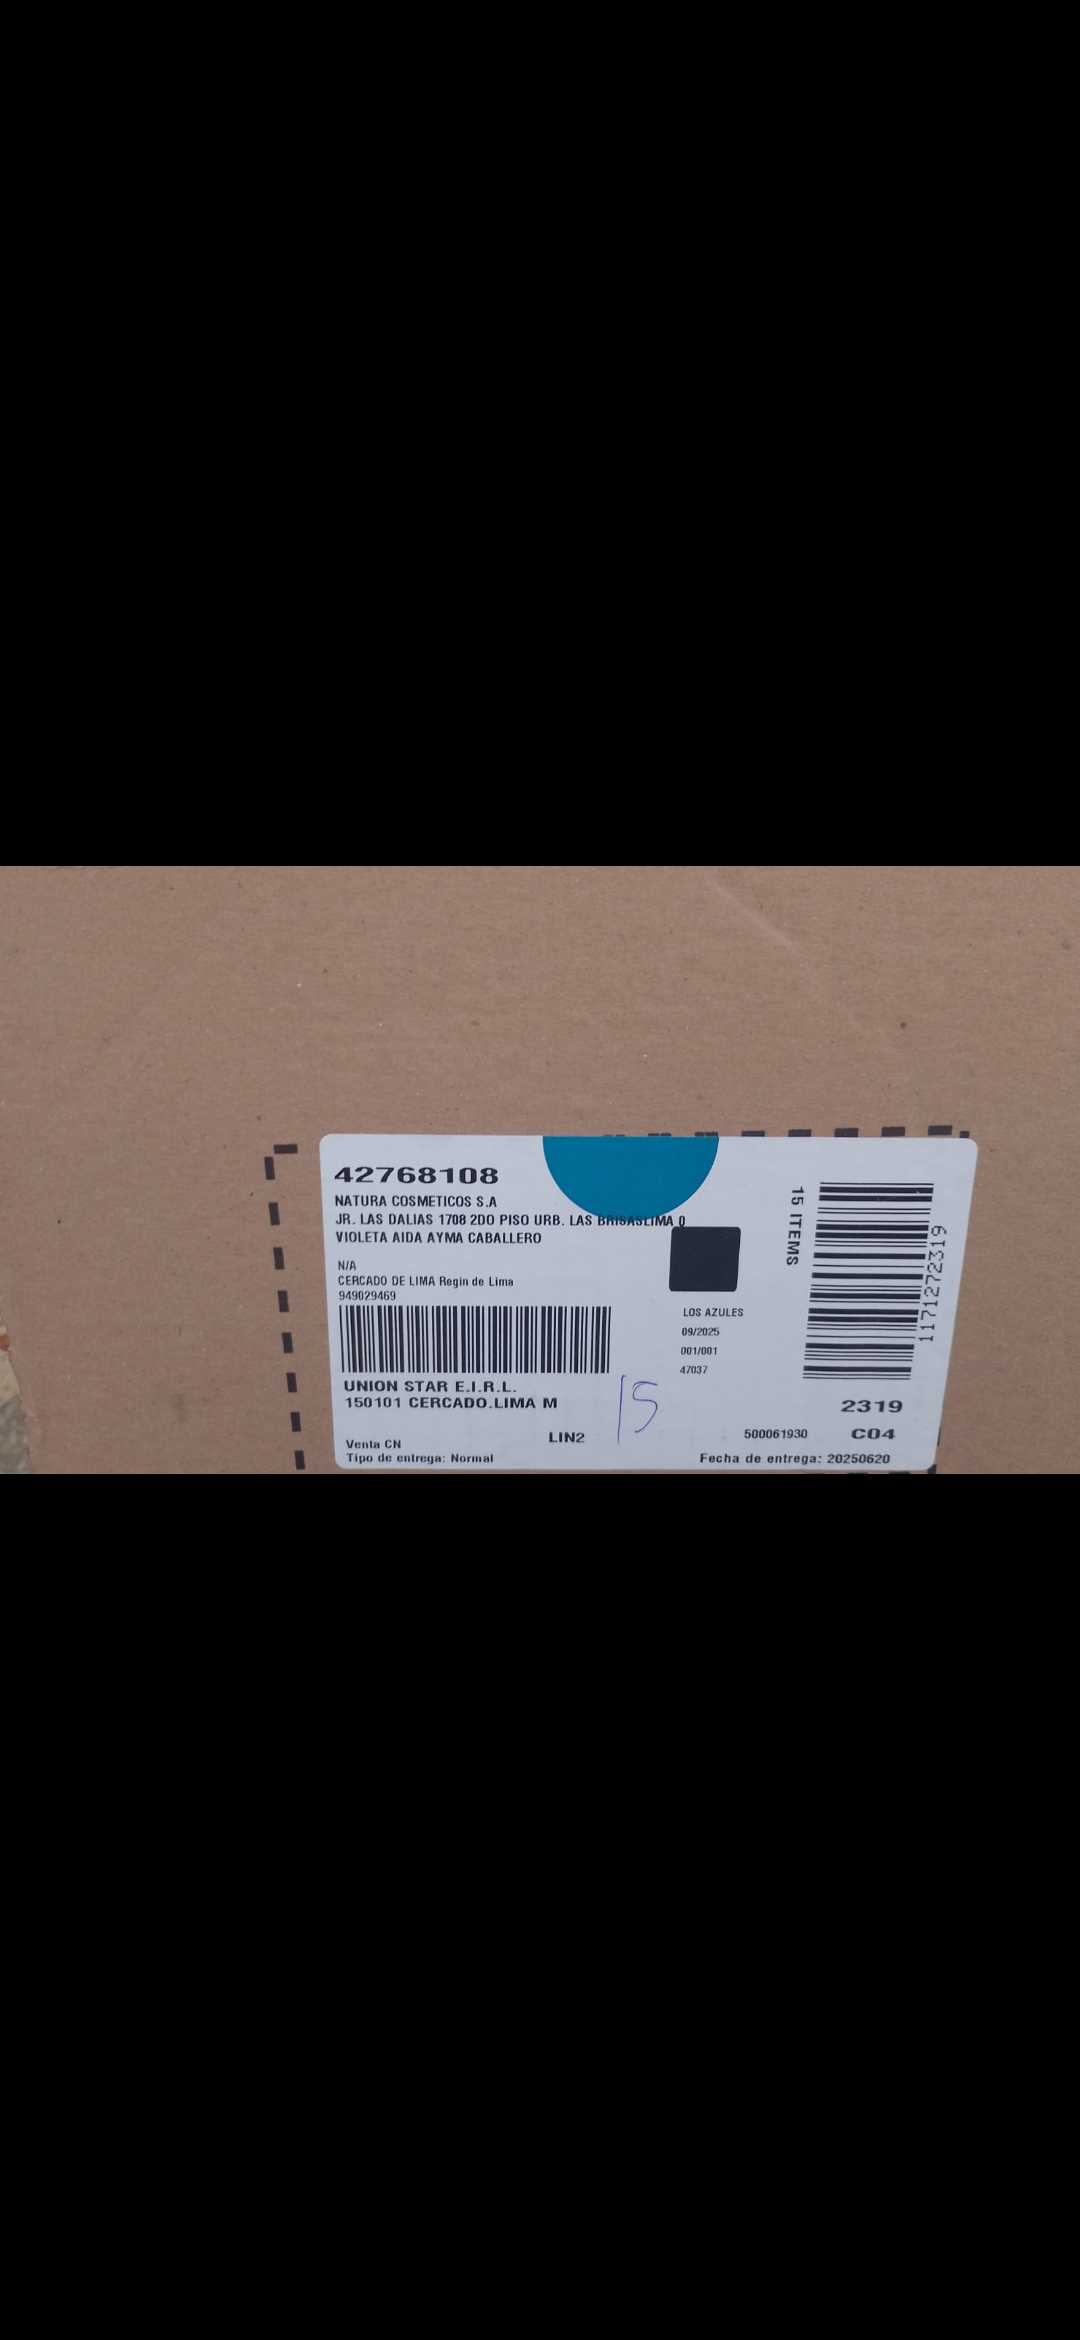 42768108
NATURA COSMETICOS S.A
JR. LAS DALIAS 1708 2DO PISO URB. LAS BRISASLIMA 0
VIOLETA AIDA AYMA CABALLERO
N/A
CERCADO DE LIMA Regin de Lima
949029469
LOS AZULES
09/2025
001/001
47037
15 ITEMS
1171272319
UNION STAR E.I.R.L.
150101 CERCADO.LIMA M
15
2319
LIN2
500061930
C04
Venta CN
Tipo de entrega: Normal
Fecha de entrega: 20250620